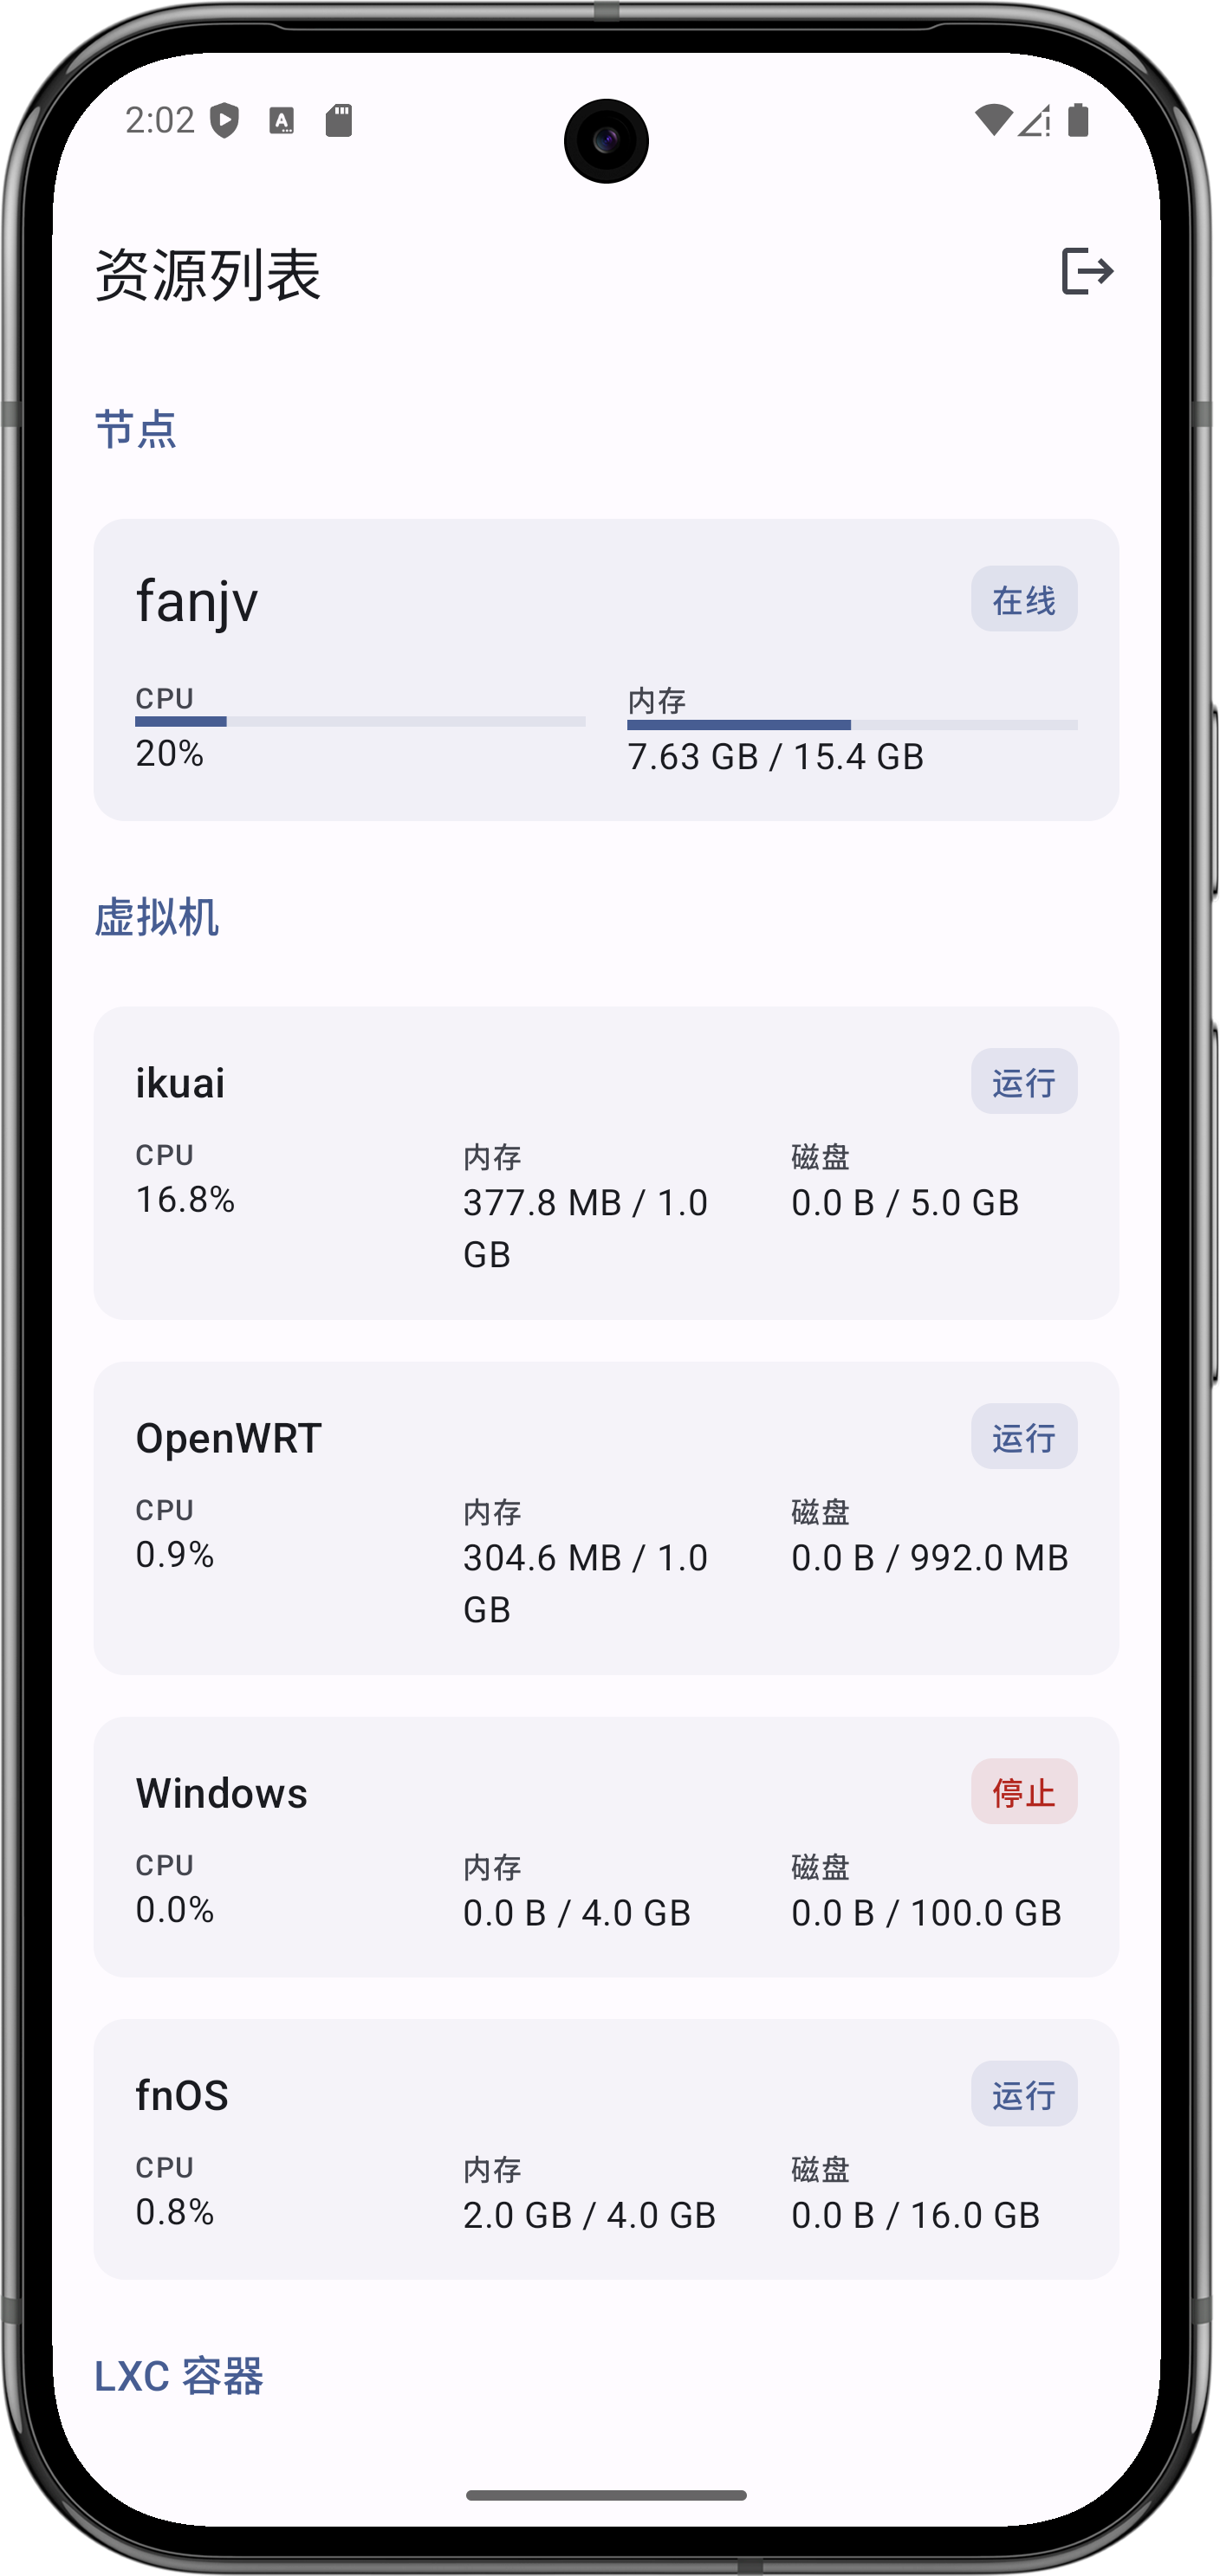 2:02
资源列表
节点
fanjv
在线
CPU
内存
20%
7.63 GB / 15.4 GB
虚拟机
ikuai
运行
CPU
内存
磁盘
16.8%
377.8 MB / 1.0
GB
0.0 B / 5.0 GB
OpenWRT
运行
CPU
内存
磁盘
0.9%
304.6 MB / 1.0
GB
0.0 B / 992.0 MB
Windows
停止
CPU
内存
磁盘
0.0%
0.0 B / 4.0 GB
0.0 B / 100.0 GB
fnOS
运行
CPU
内存
磁盘
0.8%
2.0 GB / 4.0 GB
0.0 B / 16.0 GB
LXC 容器